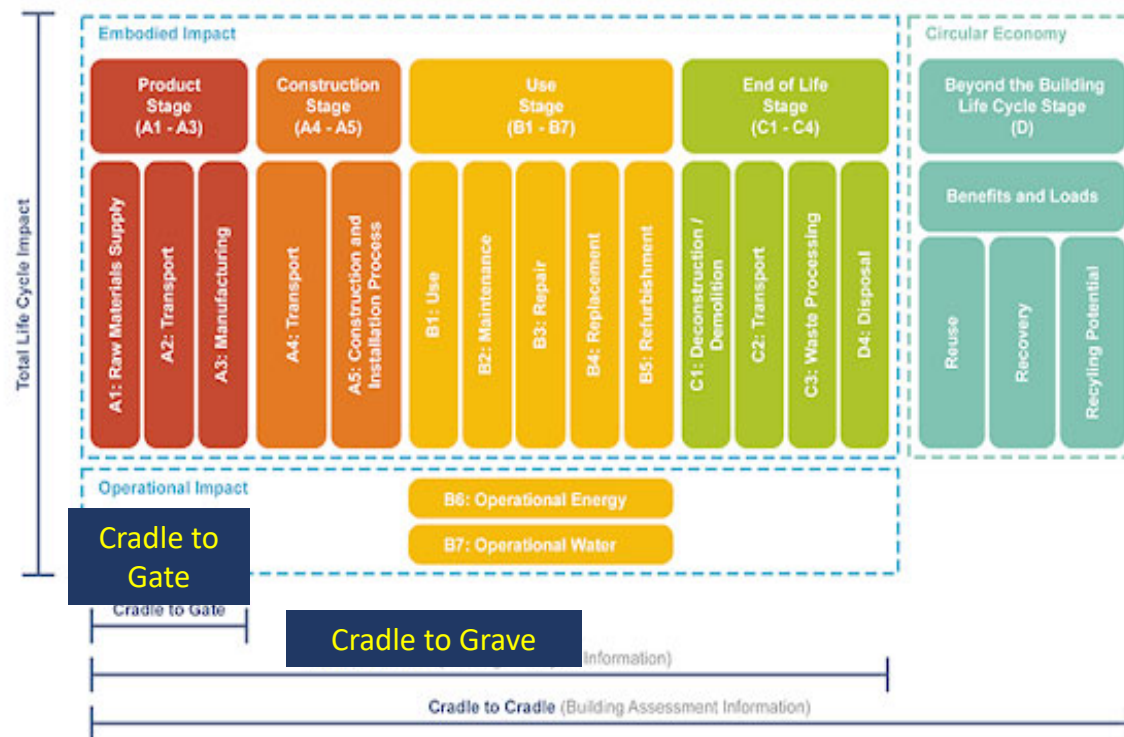 Total Life Cycle Impact
Embodied Impact
Product
Stage
(A1 - A3)
Construction
Stage
(A4 - A5)
Use
Stage
(B1 - B7)
End of Life
Stage
(C1 - C4)
A1: Raw Materials Supply
A2: Transport
A3: Manufacturing
A4: Transport
A5: Construction and
Installation Process
B1: Use
B2: Maintenance
B3: Repair
B4: Replacement
B5: Refurbishment
C1: Deconstruction /
Demolition
C2: Transport
C3: Waste Processing
D4: Disposal
Circular Economy
Beyond the Building
Life Cycle Stage
(D)
Benefits and Loads
Reuse
Recovery
Recyling Potential
Operational Impact
B6: Operational Energy
B7: Operational Water
Cradle to
Gate
Cradle to Gate
Cradle to Grave
Information)
Cradle to Cradle (Building Assessment Information)